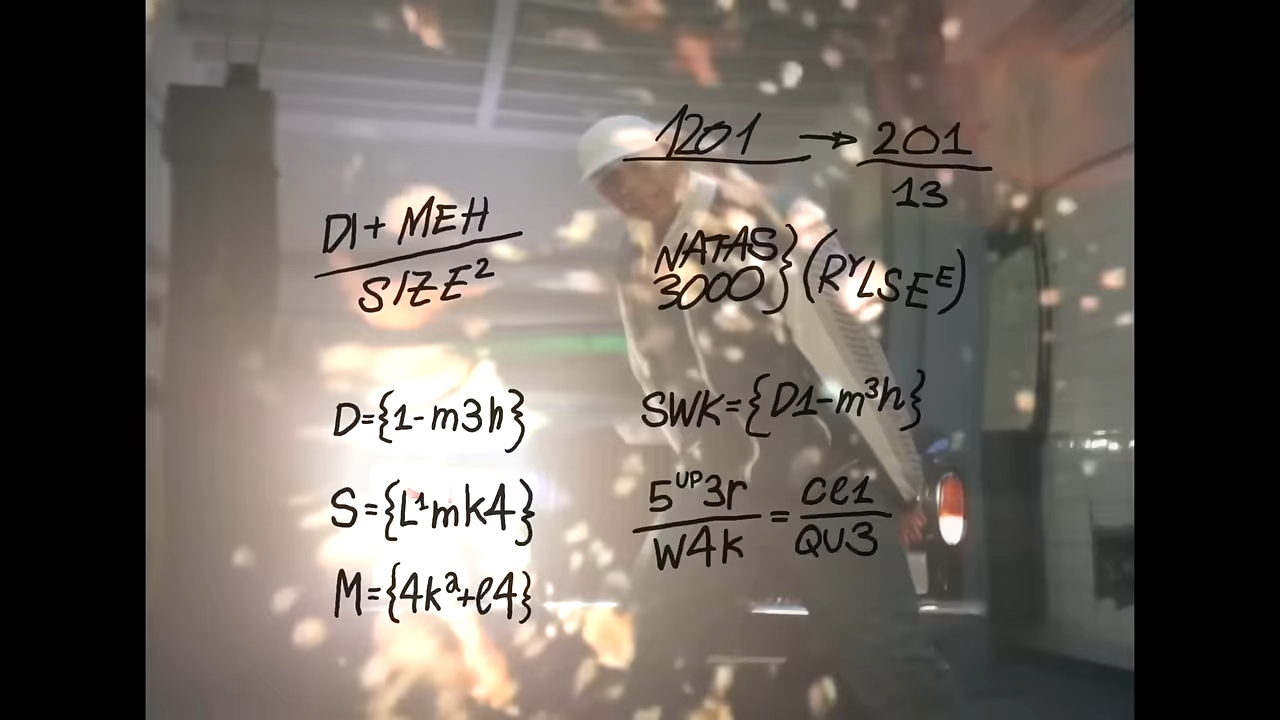 DI + MEH
SIZE²
D={1-m3h}
S={L¹mk4}
M={4kª+e4}
1201 → 201
13
NATAS
3000} (RʸLSEᴱ)
SWK={D1-m³h}
5ᵁᴾ3r = ce1
W4k QU3